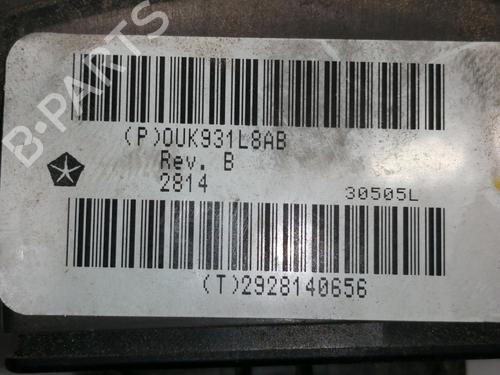 B-PARTS
(P)0UK931L8AB
Rev. B
2814
30505L
(T)2928140656